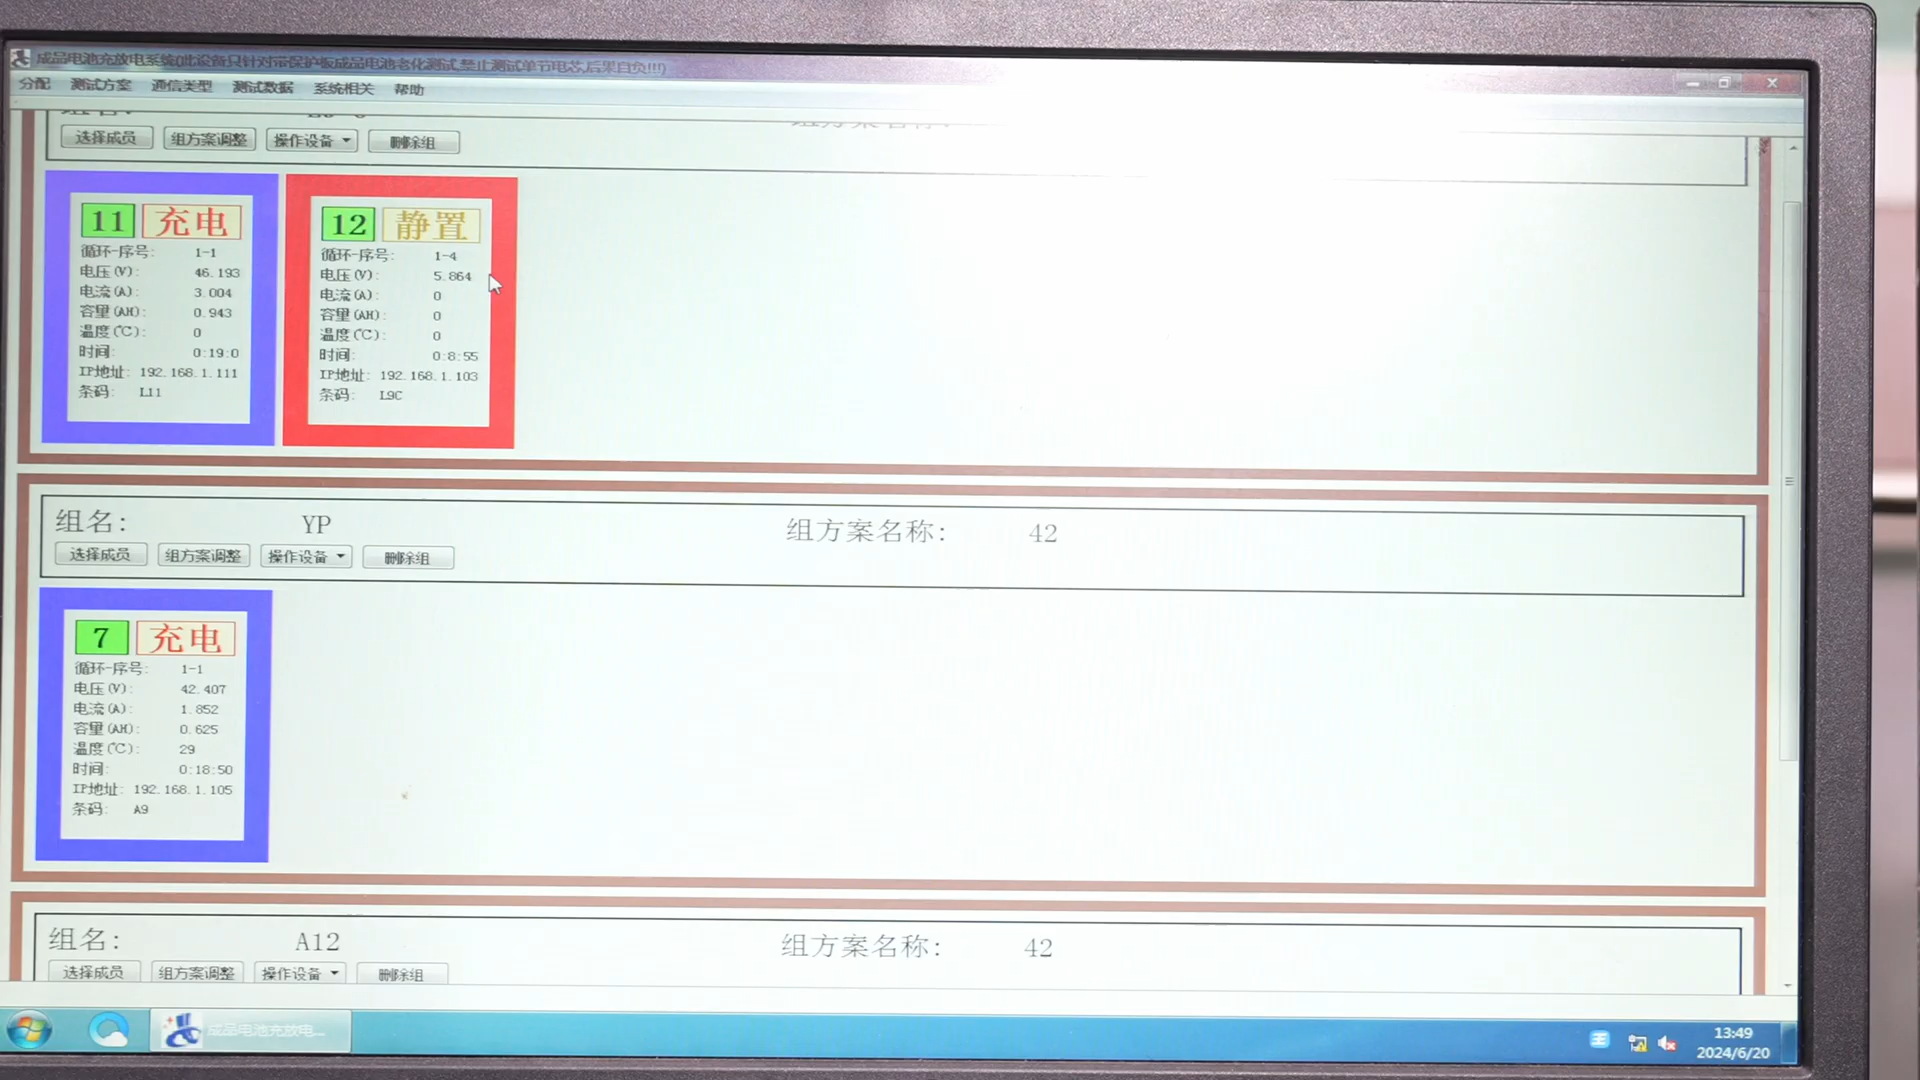 成品电池充放电系统(此设备只针对带保护板成品电池老化测试,禁止测试单节电芯,后果自负!!!)
分配 测试方案 通信类型 测试数据 系统相关 帮助
选择成员 组方案调整 操作设备 删除组
11 充电
循环-序号: 1-1
电压(V): 46.193
电流(A): 3.004
容量(AH): 0.943
温度(℃): 0
时间: 0:19:0
IP地址: 192.168.1.111
条码: L11
12 静置
循环-序号: 1-4
电压(V): 5.864
电流(A): 0
容量(AH): 0
温度(℃): 0
时间: 0:8:55
IP地址: 192.168.1.103
条码: L9C
组名: YP 组方案名称: 42
选择成员 组方案调整 操作设备 删除组
7 充电
循环-序号: 1-1
电压(V): 42.407
电流(A): 1.852
容量(AH): 0.625
温度(℃): 29
时间: 0:18:50
IP地址: 192.168.1.105
条码: A9
组名: A12 组方案名称: 42
选择成员 组方案调整 操作设备 删除组
成品电池充放电...
13:49
2024/6/20